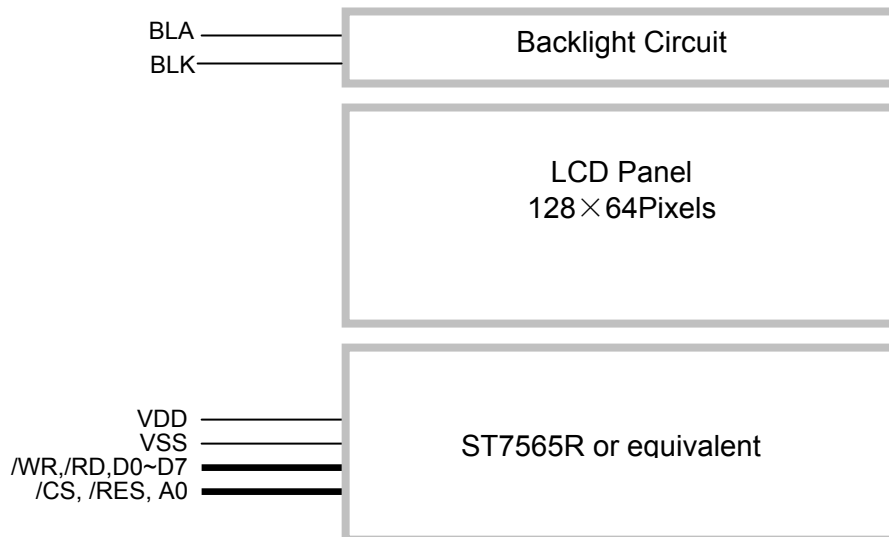 BLA
BLK
Backlight Circuit
LCD Panel
128×64Pixels
VDD
VSS
/WR,/RD,D0~D7
/CS, /RES, A0
ST7565R or equivalent